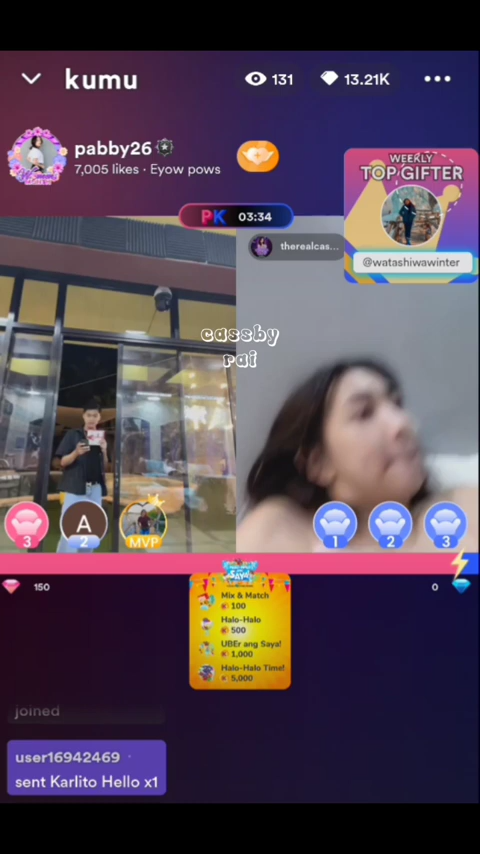 kumu
131
13.21K
pabby26
7,005 likes · Eyow pows
WEEKLY
TOP GIFTER
@watashiwawinter
PK 03:34
therealcas...
cassby
rai
3
A
2
MVP
1
2
3
150
0
Mix & Match
100
Halo-Halo
500
UBEr ang Saya!
1,000
Halo-Halo Time!
5,000
joined
user16942469
sent Karlito Hello x1